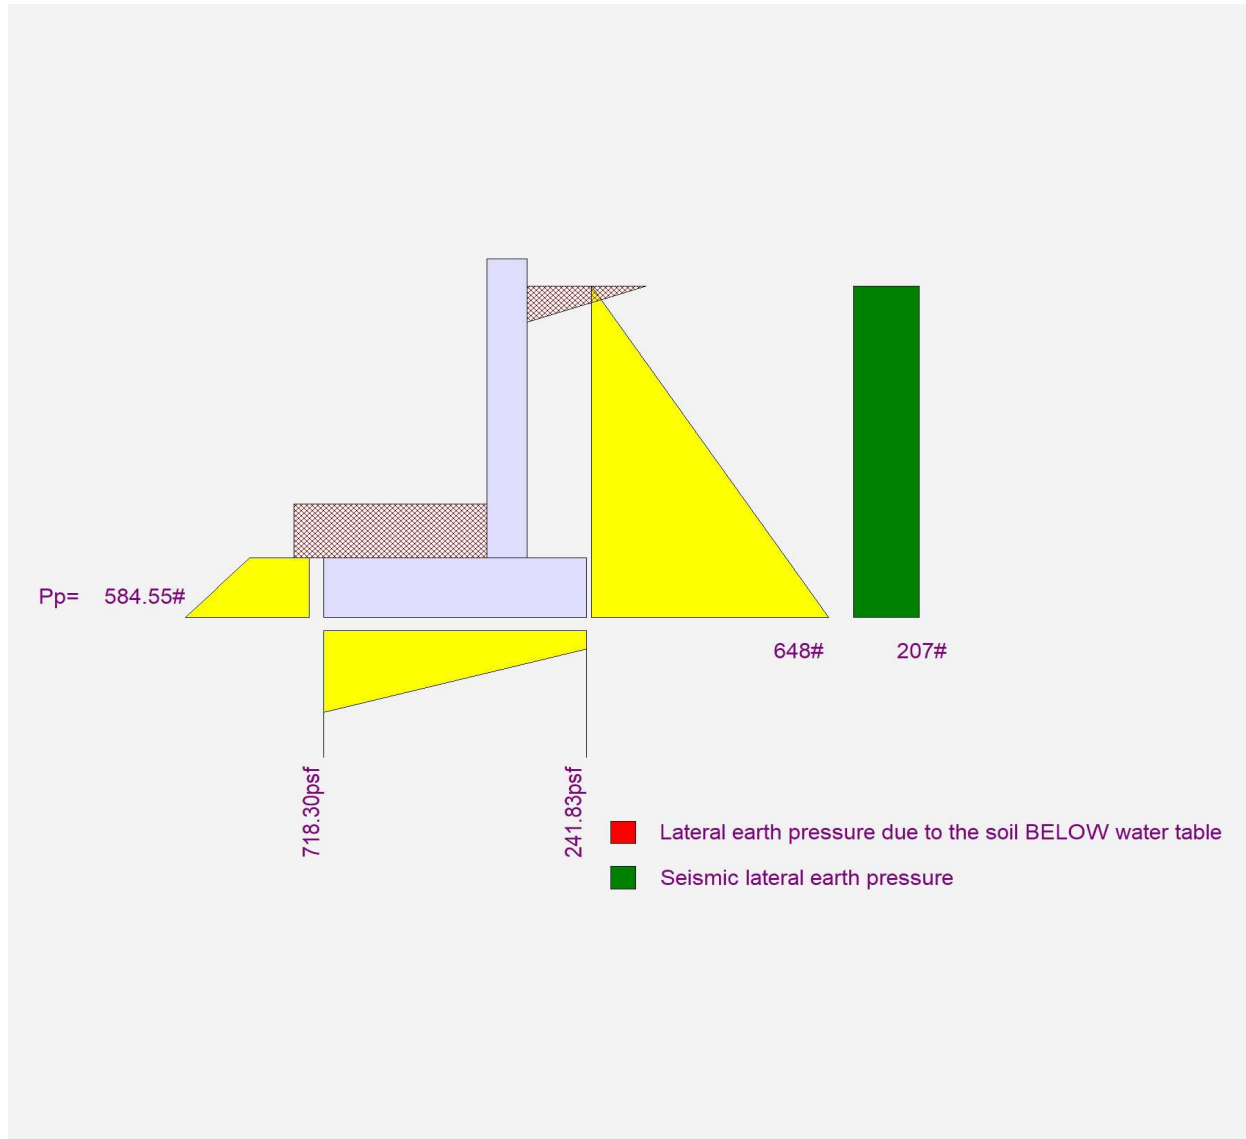 Pp= 584.55#
648#
207#
718.30psf
241.83psf
Lateral earth pressure due to the soil BELOW water table
Seismic lateral earth pressure